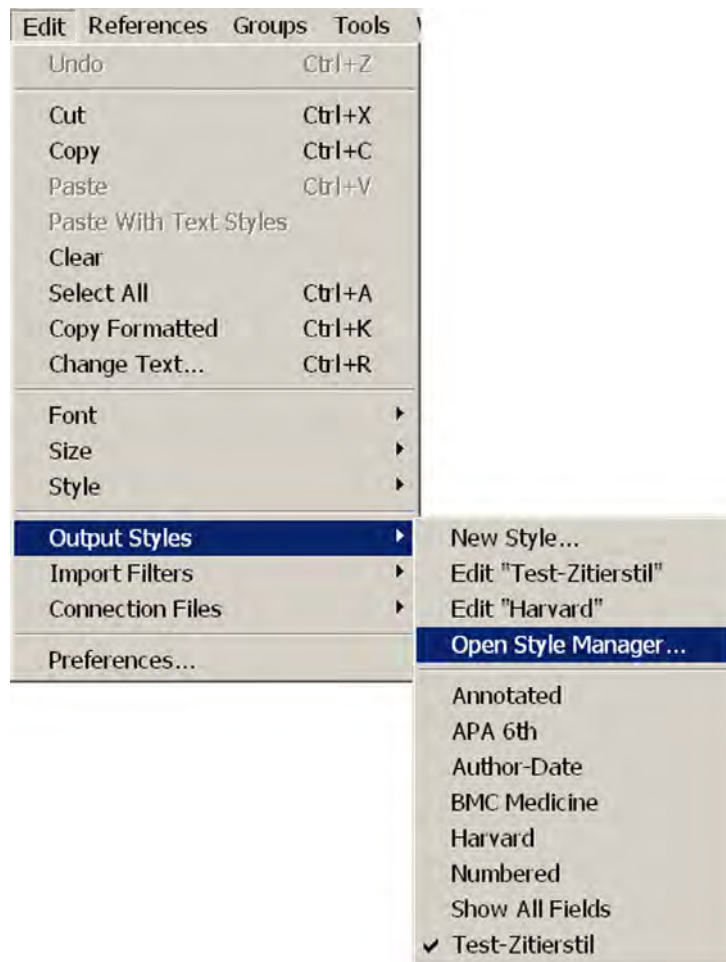 Edit References Groups Tools
Undo Ctrl+Z
Cut Ctrl+X
Copy Ctrl+C
Paste Ctrl+V
Paste With Text Styles
Clear
Select All Ctrl+A
Copy Formatted Ctrl+K
Change Text... Ctrl+R
Font
Size
Style
Output Styles
Import Filters
Connection Files
Preferences...
New Style...
Edit "Test-Zitierstil"
Edit "Harvard"
Open Style Manager...
Annotated
APA 6th
Author-Date
BMC Medicine
Harvard
Numbered
Show All Fields
✓ Test-Zitierstil